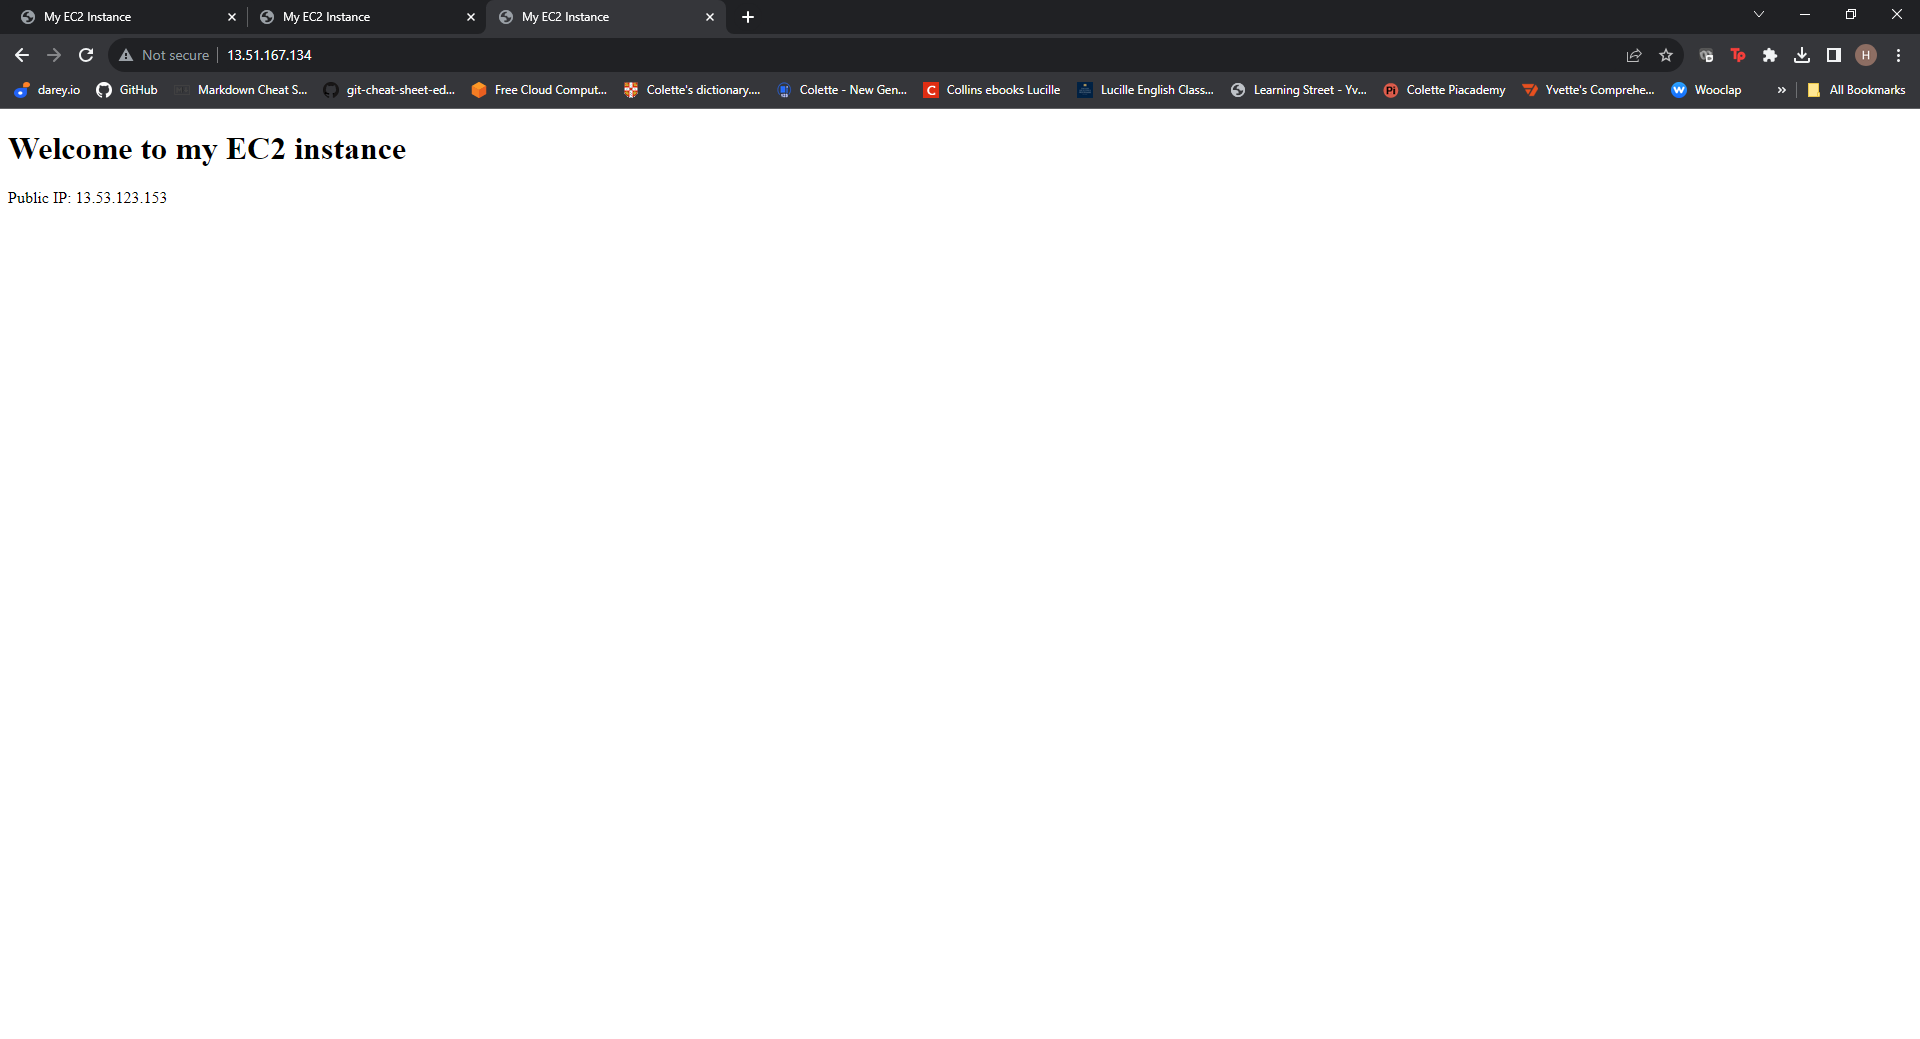 My EC2 Instance
My EC2 Instance
My EC2 Instance
Not secure 13.51.167.134
Tp
H
darey.io GitHub Markdown Cheat S... git-cheat-sheet-ed... Free Cloud Comput... Colette's dictionary.... Colette - New Gen... C Collins ebooks Lucille Lucille English Class... Learning Street - Yv... Pi Colette Piacademy Yvette's Comprehe... W Wooclap » All Bookmarks
Welcome to my EC2 instance
Public IP: 13.53.123.153